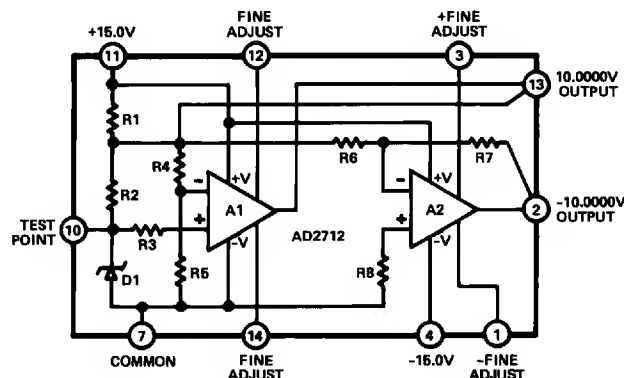 +15.0V
FINE
ADJUST
+FINE
ADJUST
11
12
3
13
10.0000V
OUTPUT
R1
R4
R6
R7
R2
+V
+V
–
A1
+
–V
–
A2
+
–V
TEST
POINT
10
R3
AD2712
2
–10.0000V
OUTPUT
D1
R5
R8
7
14
4
1
COMMON
FINE
ADJUST
–15.0V
–FINE
ADJUST